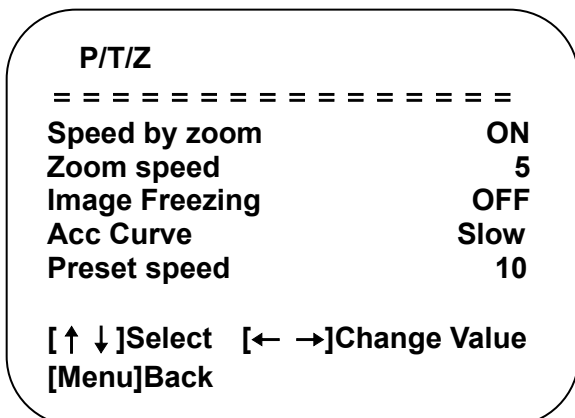 P/T/Z
= = = = = = = = = = = = = = = =
Speed by zoom ON
Zoom speed 5
Image Freezing OFF
Acc Curve Slow
Preset speed 10
[↑ ↓]Select [← →]Change Value
[Menu]Back